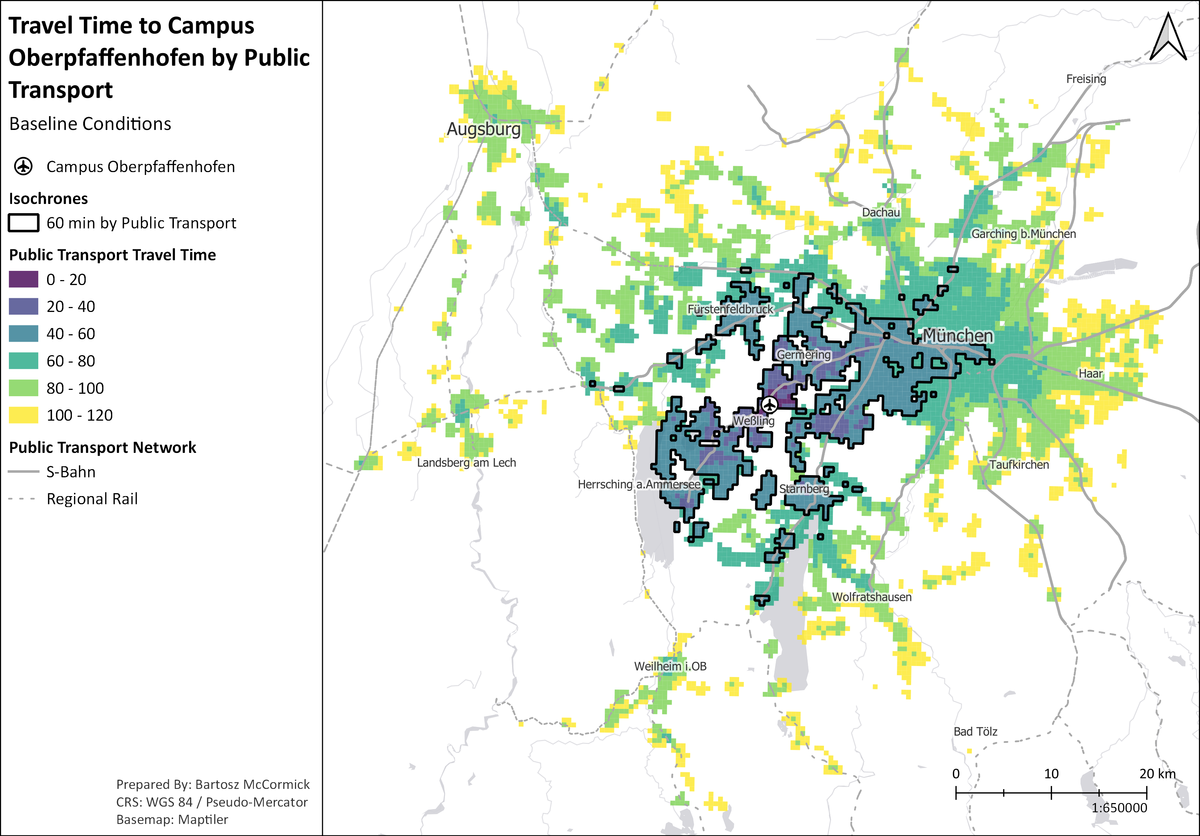 Travel Time to Campus
Oberpfaffenhofen by Public
Transport
Baseline Conditions
Campus Oberpfaffenhofen
Isochrones
60 min by Public Transport
Public Transport Travel Time
0 - 20
20 - 40
40 - 60
60 - 80
80 - 100
100 - 120
Public Transport Network
S-Bahn
Regional Rail
Prepared By: Bartosz McCormick
CRS: WGS 84 / Pseudo-Mercator
Basemap: Maptiler
Freising
Augsburg
Dachau
Garching b.München
Fürstenfeldbruck
München
Germering
Haar
Weßling
Landsberg am Lech
Taufkirchen
Herrsching a.Ammersee
Starnberg
Wolfratshausen
Weilheim i.OB
Bad Tölz
0 10 20 km
1:650000